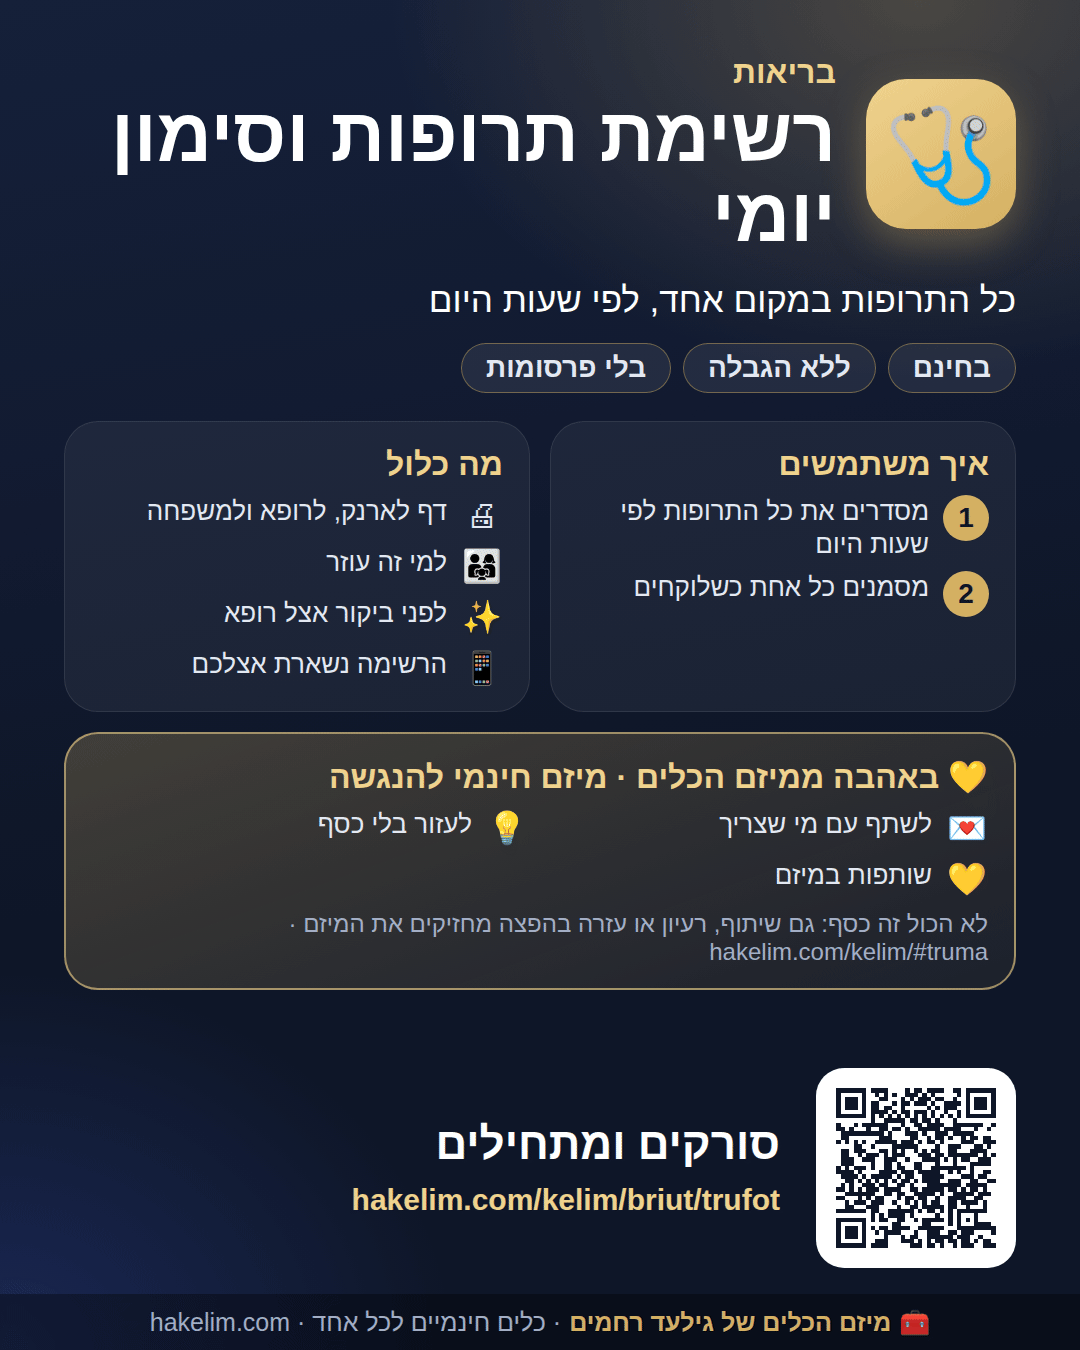 בריאות
רשימת תרופות וסימון
יומי
כל התרופות במקום אחד, לפי שעות היום
בחינם
ללא הגבלה
בלי פרסומות
איך משתמשים
1 מסדרים את כל התרופות לפי
שעות היום
2 מסמנים כל אחת כשלוקחים
מה כלול
דף לארנק, לרופא ולמשפחה
למי זה עוזר
לפני ביקור אצל רופא
הרשימה נשארת אצלכם
באהבה ממיזם הכלים · מיזם חינמי להנגשה
לשתף עם מי שצריך
לעזור בלי כסף
שותפות במיזם
לא הכול זה כסף: גם שיתוף, רעיון או עזרה בהפצה מחזיקים את המיזם ·
hakelim.com/kelim/#truma
סורקים ומתחילים
hakelim.com/kelim/briut/trufot
מיזם הכלים של גילעד רחמים · כלים חינמיים לכל אחד · hakelim.com